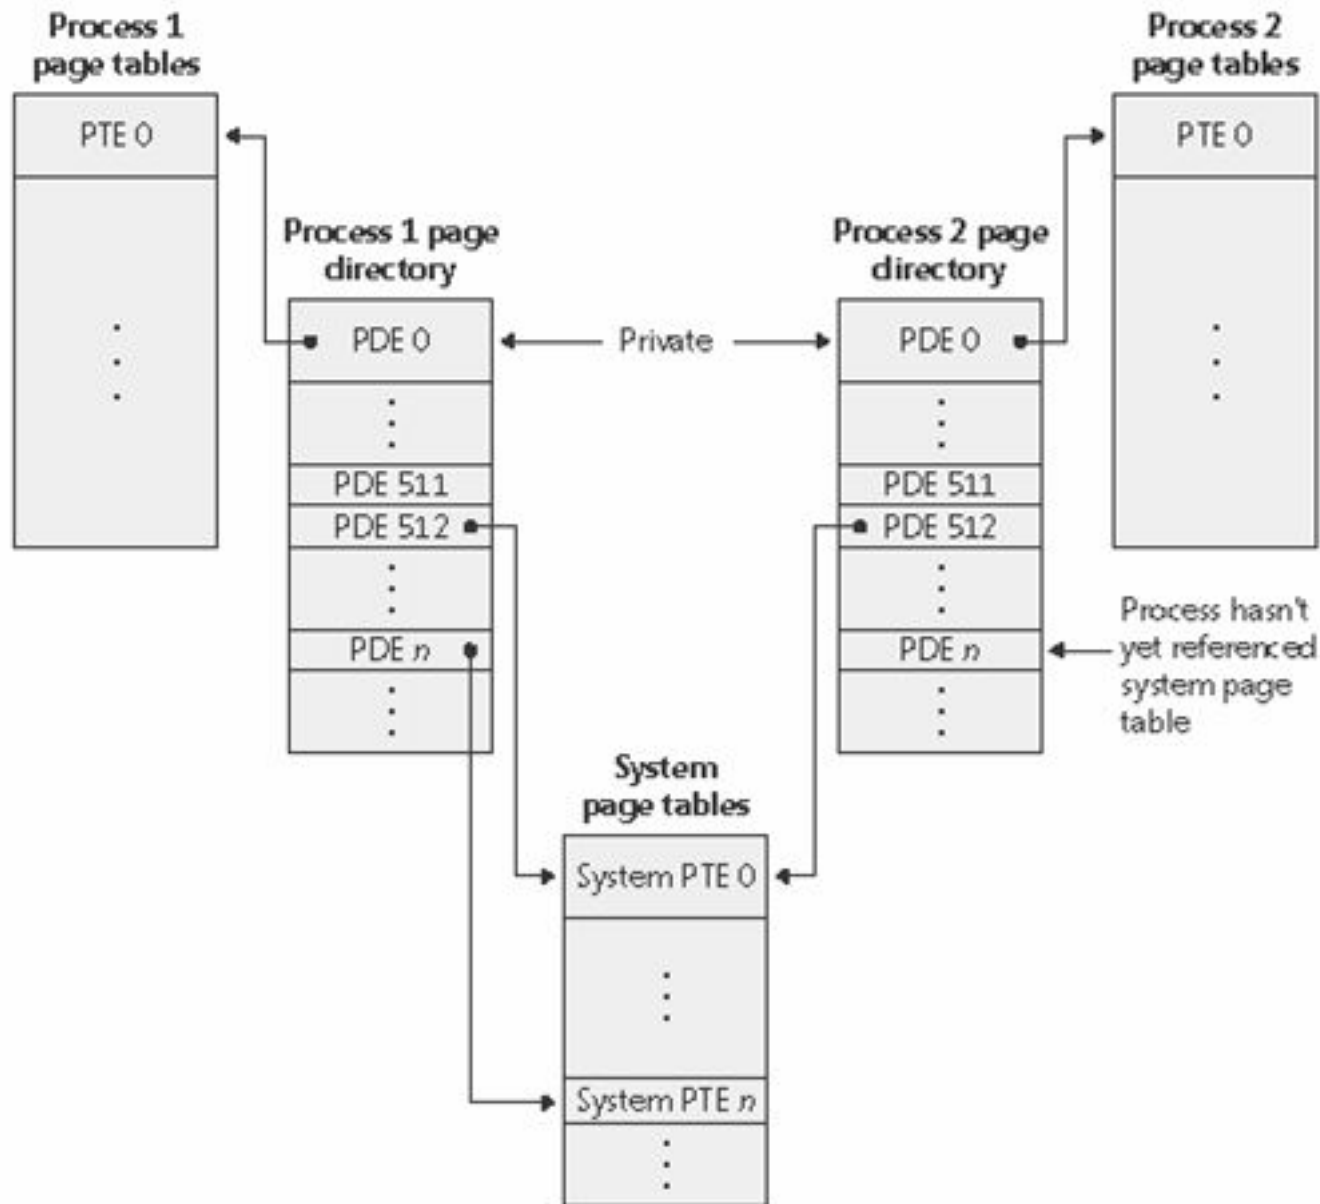 Process 1
page tables
PTE 0
Process 2
page tables
PTE 0
Process 1 page
directory
PDE 0
PDE 511
PDE 512
PDE n
Private
Process 2 page
directory
PDE 0
PDE 511
PDE 512
PDE n
Process hasn't
yet referenced
system page
table
System
page tables
System PTE 0
System PTE n